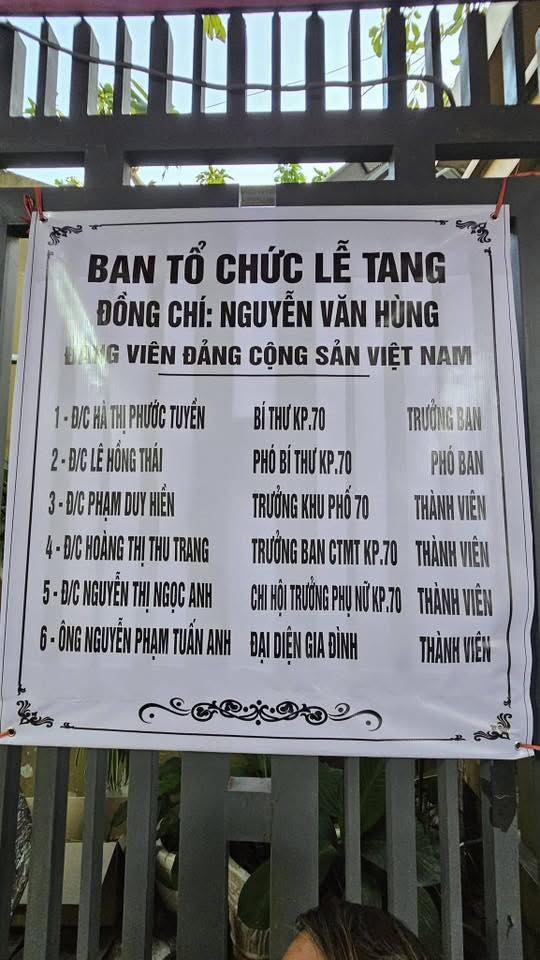 BAN TỔ CHỨC LỄ TANG
ĐỒNG CHÍ: NGUYỄN VĂN HÙNG
ĐẢNG VIÊN ĐẢNG CỘNG SẢN VIỆT NAM
1 - Đ/C HÀ THỊ PHƯỚC TUYỀN BÍ THƯ KP.70 TRƯỞNG BAN
2 - Đ/C LÊ HỒNG THÁI PHÓ BÍ THƯ KP.70 PHÓ BAN
3 - Đ/C PHẠM DUY HIỀN TRƯỞNG KHU PHỐ 70 THÀNH VIÊN
4 - Đ/C HOÀNG THỊ THU TRANG TRƯỞNG BAN CTMT KP.70 THÀNH VIÊN
5 - Đ/C NGUYỄN THỊ NGỌC ANH CHI HỘI TRƯỞNG PHỤ NỮ KP.70 THÀNH VIÊN
6 - ÔNG NGUYỄN PHẠM TUẤN ANH ĐẠI DIỆN GIA ĐÌNH THÀNH VIÊN